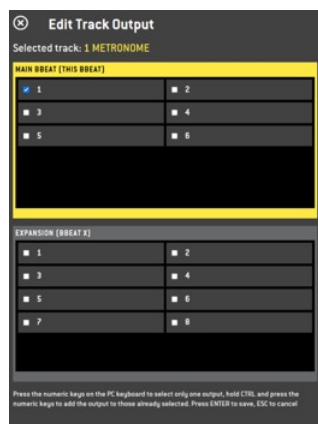 Edit Track Output
Selected track: 1 METRONOME
MAIN BBEAT (THIS BBEAT)
1 2
3 4
5 6
EXPANSION (BBEAT X)
1 2
3 4
5 6
7 8
Press the numeric keys on the PC keyboard to select only one output, hold CTRL and press the
numeric keys to add the output to those already selected. Press ENTER to save, ESC to cancel